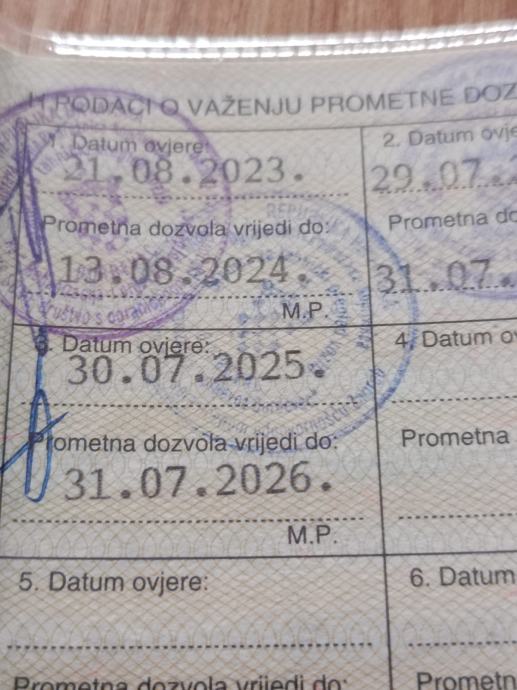 H PODACI O VAŽENJU PROMETNE DOZ
1. Datum ovjere:
21.08.2023.
Prometna dozvola vrijedi do:
13.08.2024.
M.P.
2. Datum ovje
29.07.
Prometna do
31.07.
3. Datum ovjere:
30.07.2025.
Prometna dozvola vrijedi do:
31.07.2026.
M.P.
4. Datum ov
Prometna
5. Datum ovjere:
Prometna dozvola vrijedi do:
6. Datum
Prometn